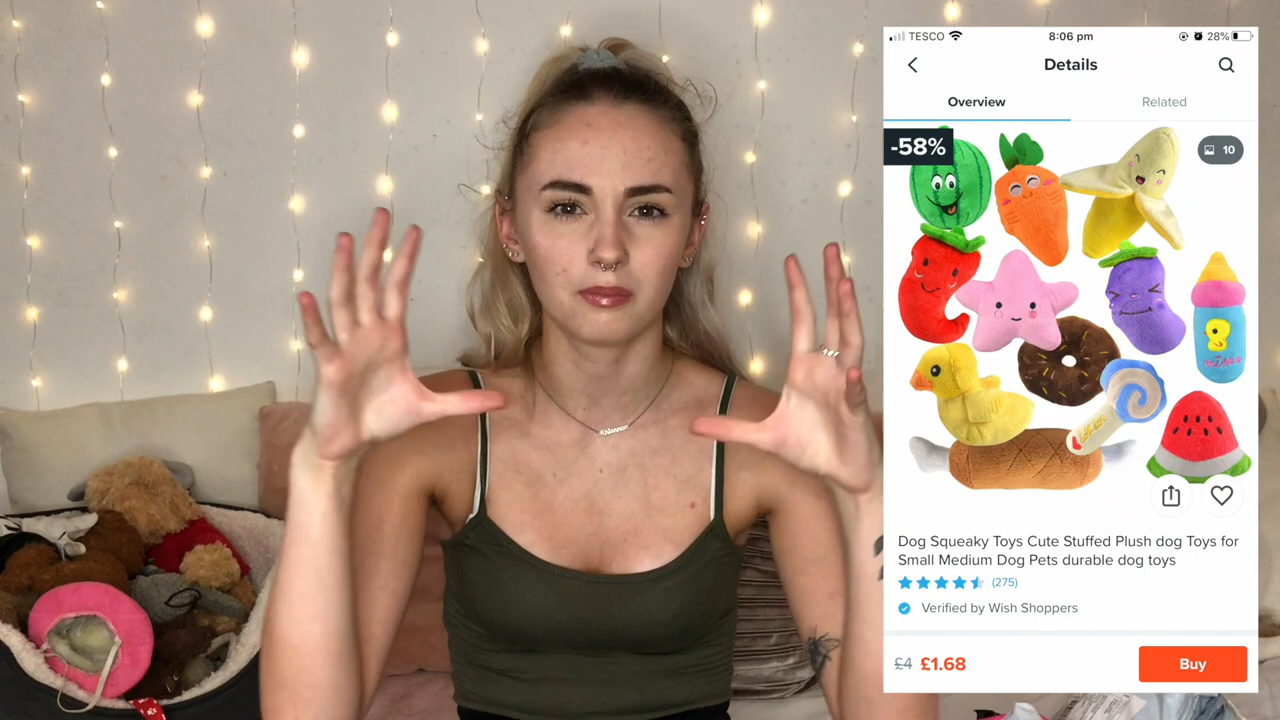 TESCO 8:06 pm 28%
Details
Overview Related
-58% 10
Dog Squeaky Toys Cute Stuffed Plush dog Toys for
Small Medium Dog Pets durable dog toys
(275)
Verified by Wish Shoppers
£4 £1.68 Buy